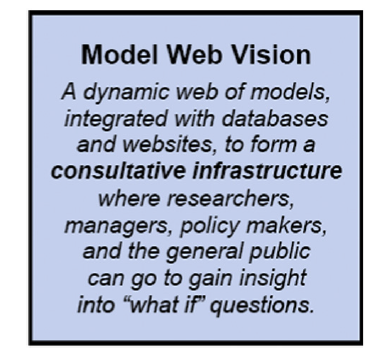 Model Web Vision
A dynamic web of models,
integrated with databases
and websites, to form a
consultative infrastructure
where researchers,
managers, policy makers,
and the general public
can go to gain insight
into “what if” questions.